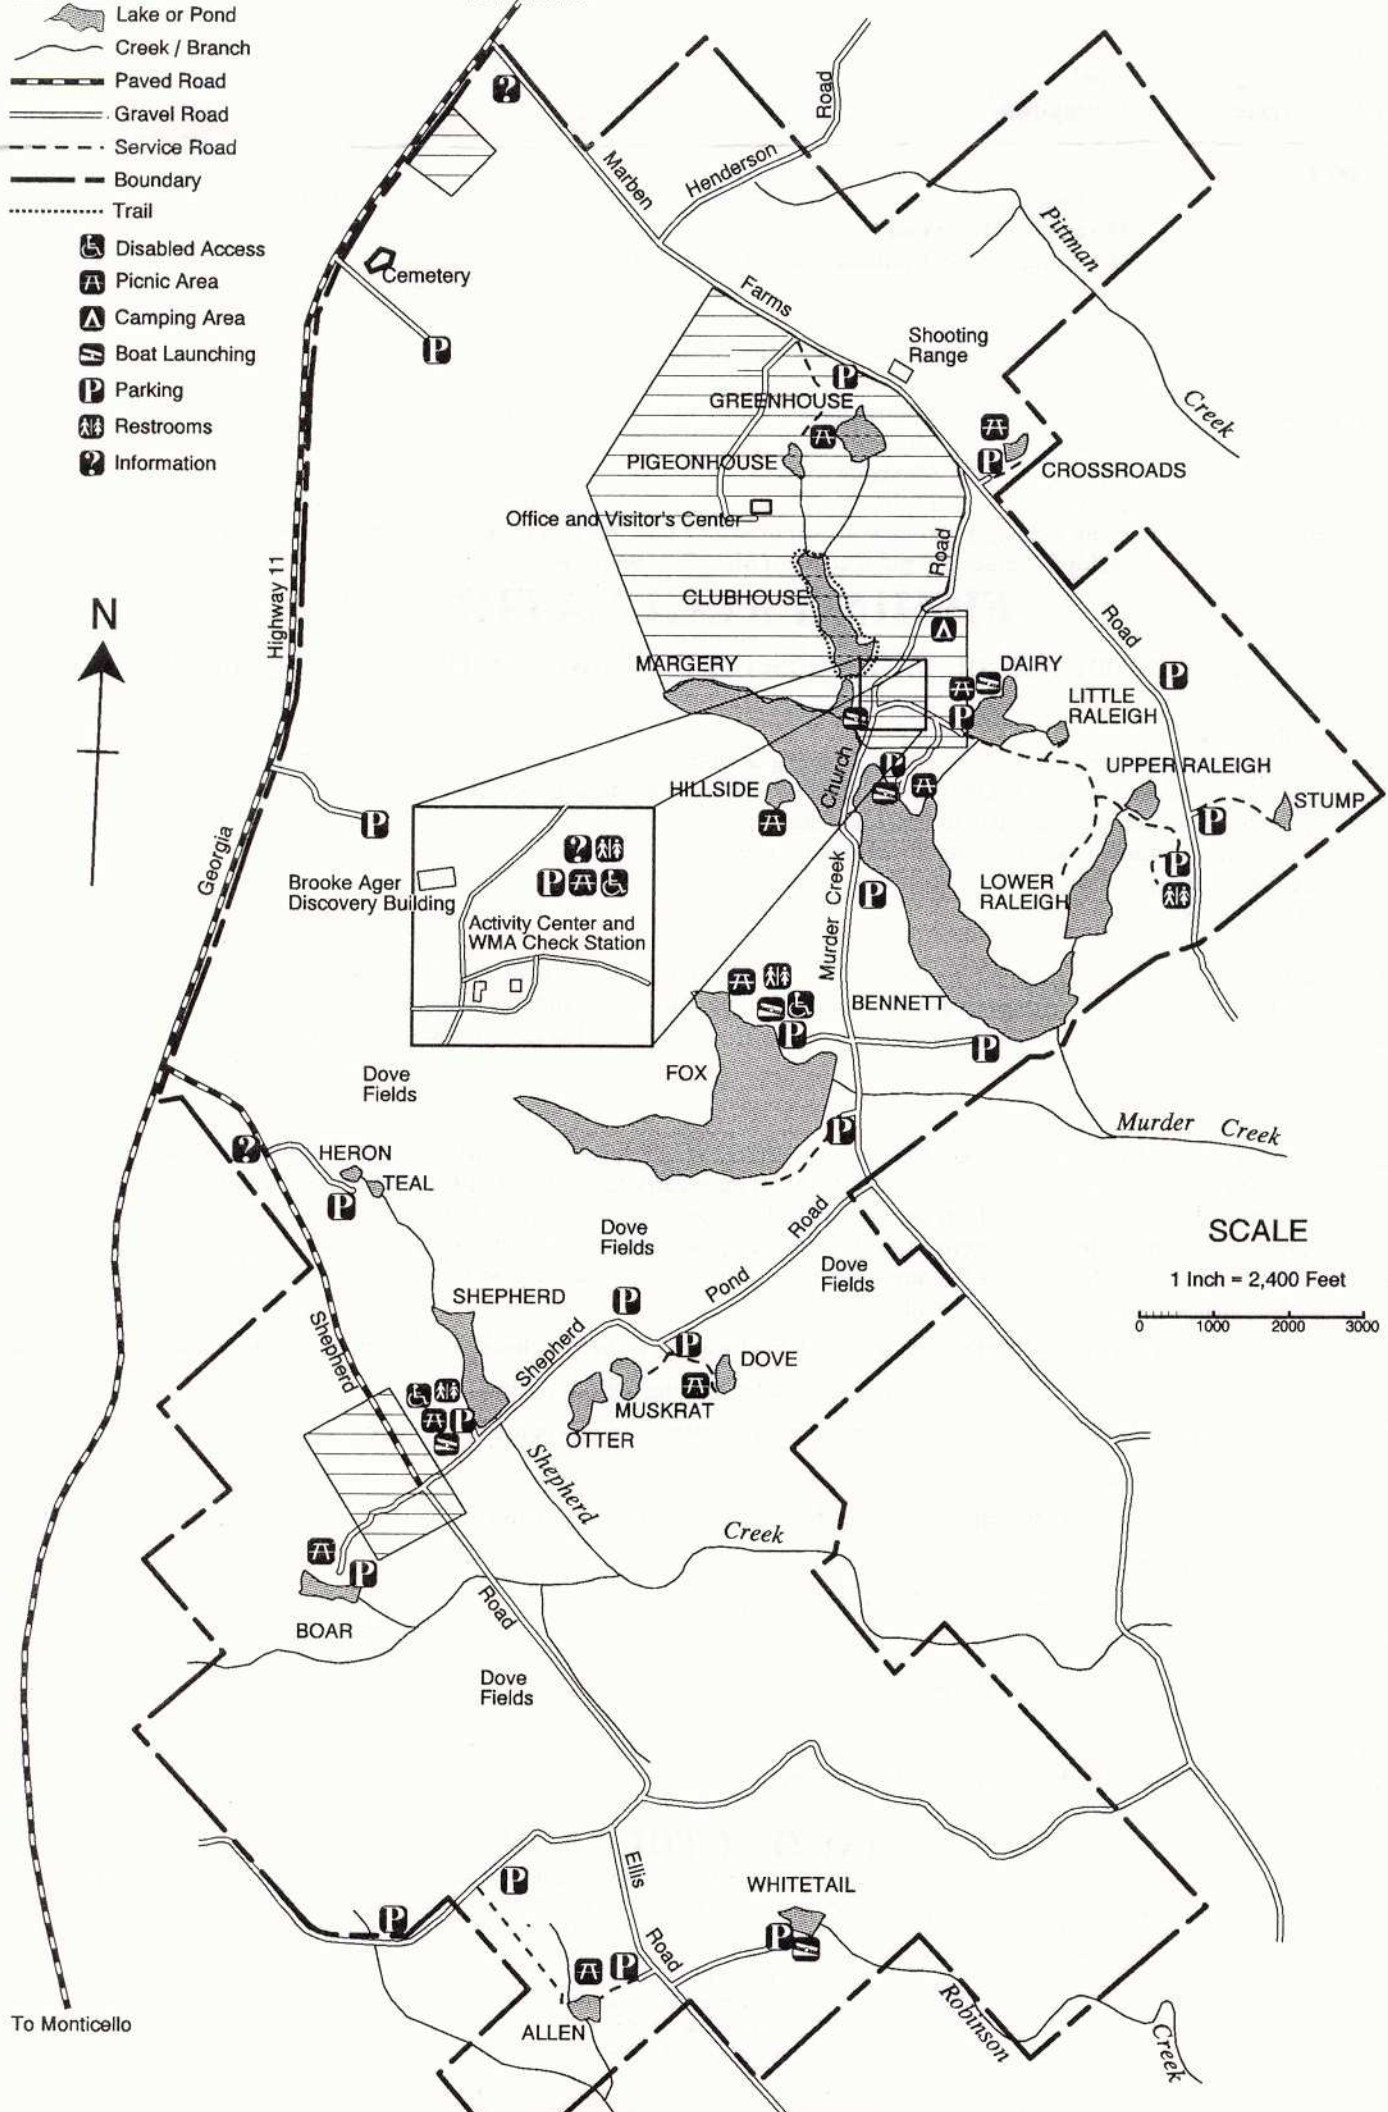 Lake or Pond
Creek / Branch
Paved Road
Gravel Road
Service Road
Boundary
Trail
Disabled Access
Picnic Area
Camping Area
Boat Launching
P Parking
Restrooms
? Information
N
?
Marben
Henderson
Road
Pittman
Creek
Cemetery
P
Farms
Shooting
Range
P
GREENHOUSE
PIGEONHOUSE
P
CROSSROADS
Office and Visitor's Center
Road
Highway 11
CLUBHOUSE
Road
MARGERY
DAIRY
P
P
LITTLE
RALEIGH
UPPER RALEIGH
STUMP
P
P
Church
P
HILLSIDE
P
Georgia
Brooke Ager
Discovery Building
?
P
Activity Center and
WMA Check Station
Murder Creek
P
LOWER
RALEIGH
BENNETT
P
P
FOX
Dove
Fields
P
Murder Creek
?
HERON
TEAL
P
Dove
Fields
Road
Dove
Fields
SCALE
1 Inch = 2,400 Feet
0 1000 2000 3000
SHEPHERD
P
Pond
Shepherd
Shepherd
P
DOVE
MUSKRAT
OTTER
P
Shepherd
Creek
P
BOAR
Road
Dove
Fields
P
P
Ellis
WHITETAIL
P
Road
P
ALLEN
Robinson
Creek
To Monticello